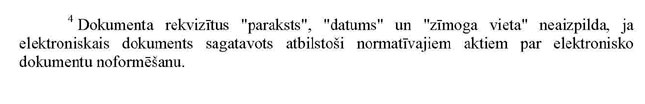 4 Dokumenta rekvizītus "paraksts", "datums" un "zīmoga vieta" neaizpilda, ja
elektroniskais dokuments sagatavots atbilstoši normatīvajiem aktiem par elektronisko
dokumentu noformēšanu.